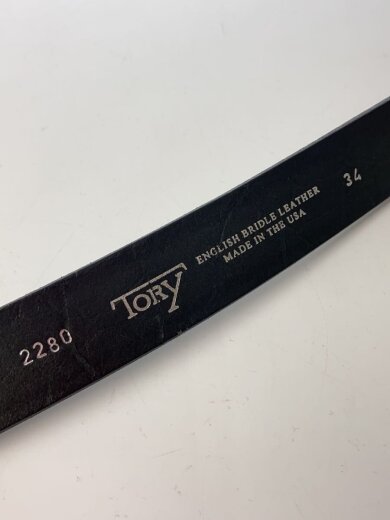 2280
TORY
ENGLISH BRIDLE LEATHER
MADE IN THE USA
34